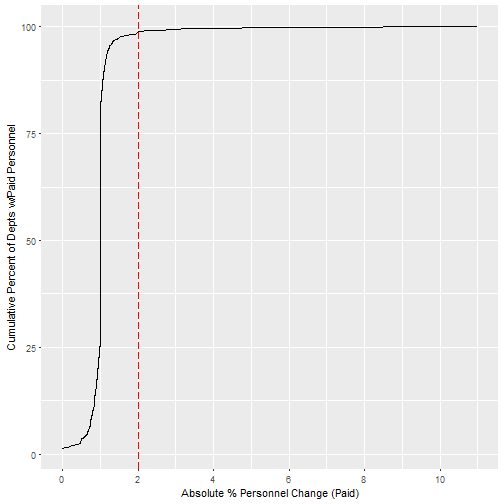 Cumulative Percent of Depts w/Paid Personnel
100
75
50
25
0
0 2 4 6 8 10
Absolute % Personnel Change (Paid)